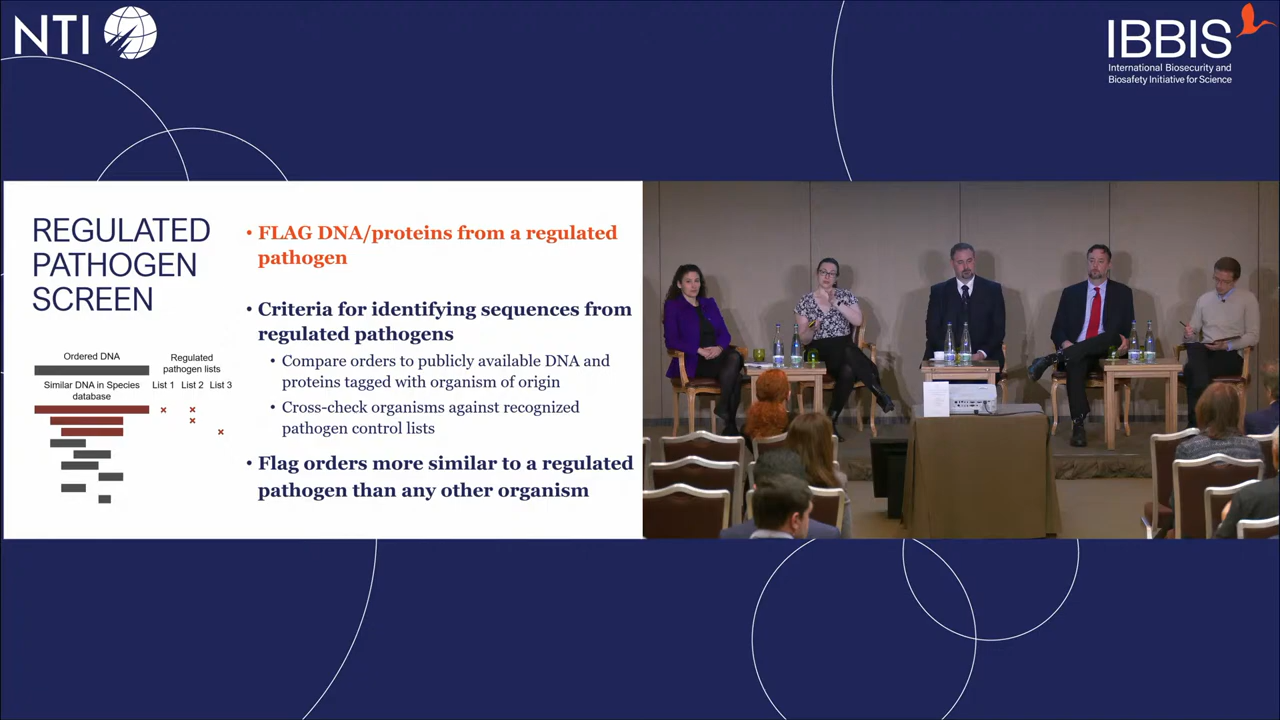 NTI
IBBIS
International Biosecurity and
Biosafety Initiative for Science
REGULATED
PATHOGEN
SCREEN
• FLAG DNA/proteins from a regulated
pathogen
• Criteria for identifying sequences from
regulated pathogens
• Compare orders to publicly available DNA and
proteins tagged with organism of origin
• Cross-check organisms against recognized
pathogen control lists
• Flag orders more similar to a regulated
pathogen than any other organism
Ordered DNA
Regulated
pathogen lists
Similar DNA in Species
database
List 1 List 2 List 3